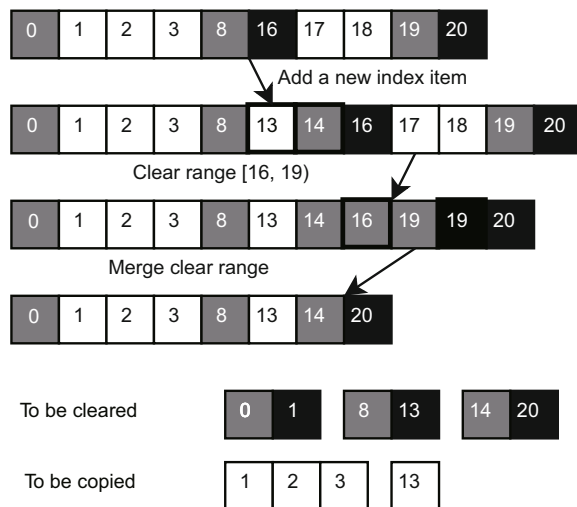 0 1 2 3 8 16 17 18 19 20
Add a new index item
0 1 2 3 8 13 14 16 17 18 19 20
Clear range [16, 19)
0 1 2 3 8 13 14 16 19 19 20
Merge clear range
0 1 2 3 8 13 14 20
To be cleared 0 1 8 13 14 20
To be copied 1 2 3 13